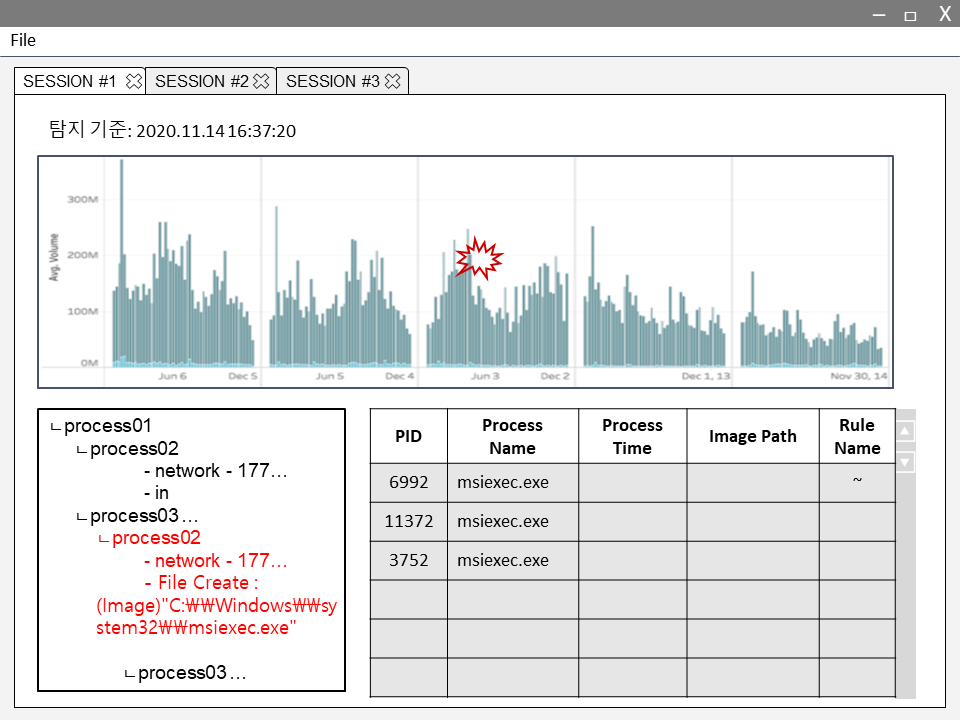 X
File
SESSION #1
SESSION #2
SESSION #3
탐지 기준: 2020.11.14 16:37:20
Avg. Volume
300M
200M
100M
0M
Jun 6
Dec 5
Jun 5
Dec 4
Jun 3
Dec 2
Dec 1, 13
Nov 30, 14
ㄴprocess01
ㄴprocess02
- network - 177…
- in
ㄴprocess03…
ㄴprocess02
- network - 177…
- File Create :
(Image)"C:₩₩Windows₩₩sy
stem32₩₩msiexec.exe"
ㄴprocess03…
PID
Process
Name
Process
Time
Image Path
Rule
Name
6992 msiexec.exe ~
11372 msiexec.exe
3752 msiexec.exe